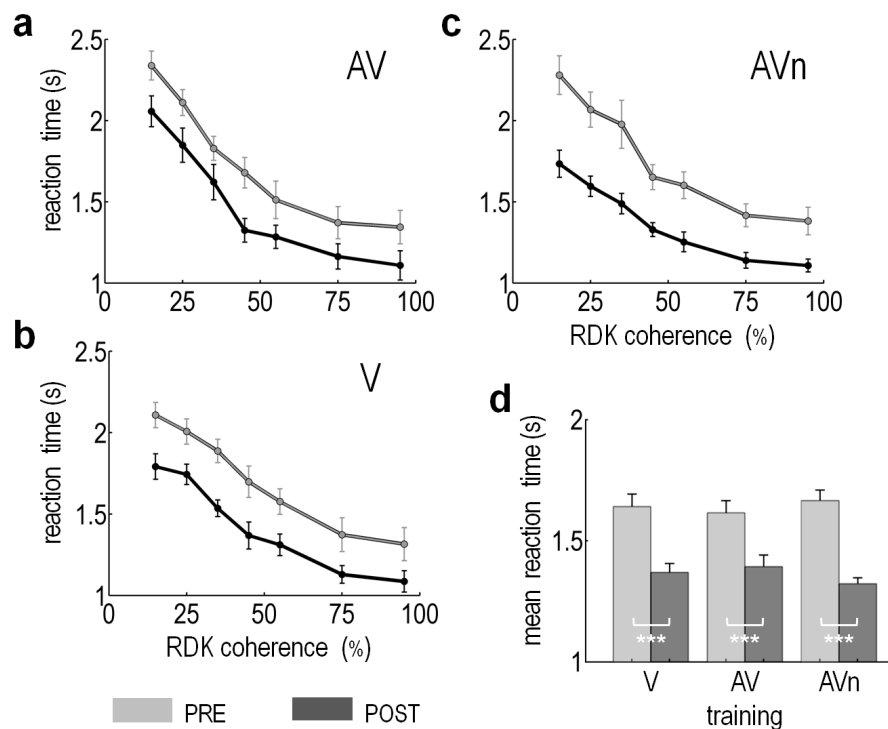 a
AV
reaction time (s)
2.5
2
1.5
1
0 25 50 75 100
c
AVn
2.5
2
1.5
1
0 25 50 75 100
RDK coherence (%)
b
V
reaction time (s)
2.5
2
1.5
1
0 25 50 75 100
RDK coherence (%)
d
mean reaction time (s)
2
1.5
1
*** *** ***
V AV AVn
training
PRE POST